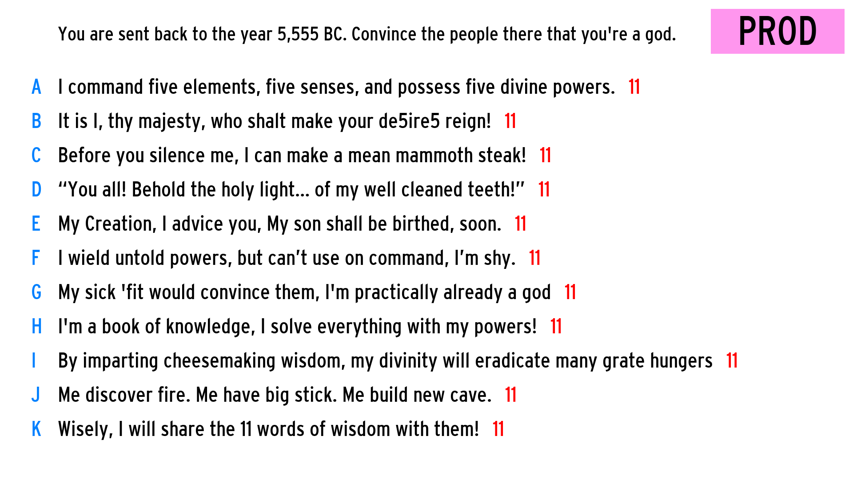 You are sent back to the year 5,555 BC. Convince the people there that you're a god.
PROD
A I command five elements, five senses, and possess five divine powers. 11
B It is I, thy majesty, who shalt make your de5ire5 reign! 11
C Before you silence me, I can make a mean mammoth steak! 11
D “You all! Behold the holy light... of my well cleaned teeth!” 11
E My Creation, I advice you, My son shall be birthed, soon. 11
F I wield untold powers, but can’t use on command, I’m shy. 11
G My sick 'fit would convince them, I'm practically already a god 11
H I'm a book of knowledge, I solve everything with my powers! 11
I By imparting cheesemaking wisdom, my divinity will eradicate many grate hungers 11
J Me discover fire. Me have big stick. Me build new cave. 11
K Wisely, I will share the 11 words of wisdom with them! 11